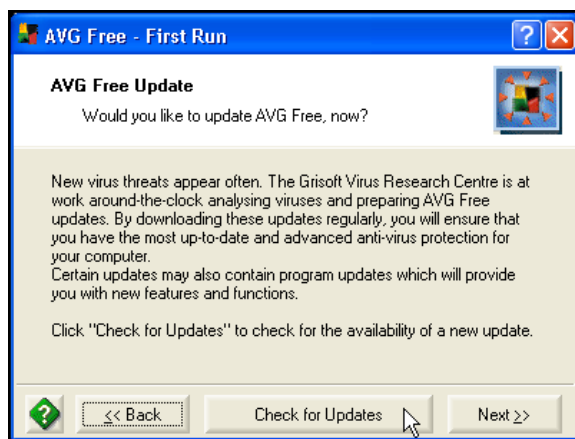 AVG Free - First Run
?
AVG Free Update
Would you like to update AVG Free, now?
New virus threats appear often. The Grisoft Virus Research Centre is at
work around-the-clock analysing viruses and preparing AVG Free
updates. By downloading these updates regularly, you will ensure that
you have the most up-to-date and advanced anti-virus protection for
your computer.
Certain updates may also contain program updates which will provide
you with new features and functions.
Click "Check for Updates" to check for the availability of a new update.
? << Back Check for Updates Next >>